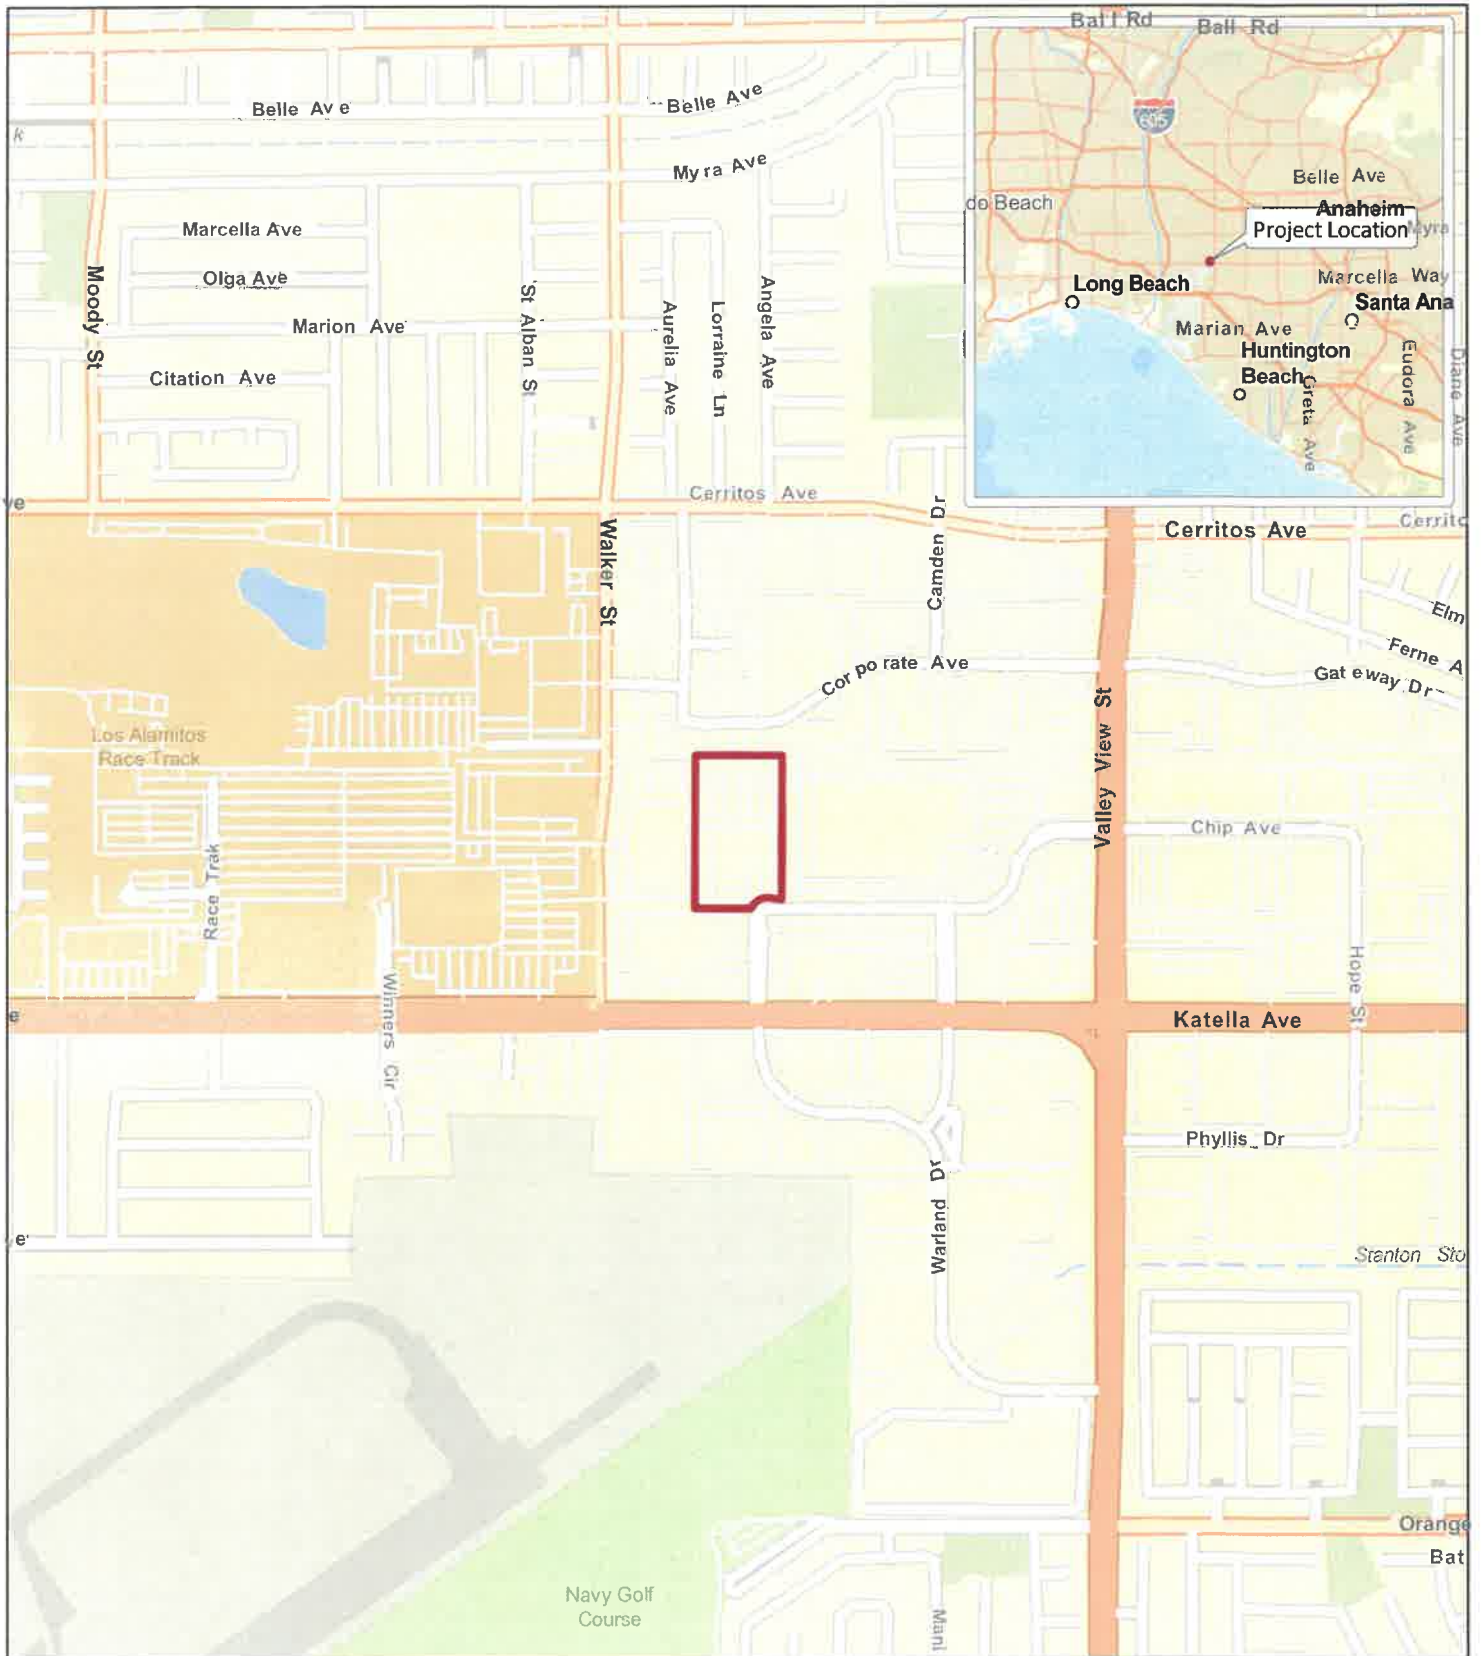 Ball Rd
Ball Rd
Belle Ave
Belle Ave
k
Myra Ave
605
Belle Ave
do Beach
Anaheim
Project Location
Myra
Marcella Ave
Olga Ave
Moody St
Marion Ave
St Alban St
Aurelia Ave
Lorraine Ln
Angela Ave
Citation Ave
Long Beach
Marcella Way
Santa Ana
Marian Ave
Huntington
Beach
Greta Ave
Eudora Ave
Diane Ave
ve
Cerritos Ave
Cerritos Ave
Cerrito
Walker St
Camden Dr
Elm
Ferne A
Corporate Ave
Gateway Dr
Valley View St
Los Alamitos
Race Track
Race Trak
Chip Ave
Winners Cir
Hope St
e
Katella Ave
Phyllis Dr
Warland Dr
e
Stanton Sto
Orange
Bat
Navy Golf
Course
Mani